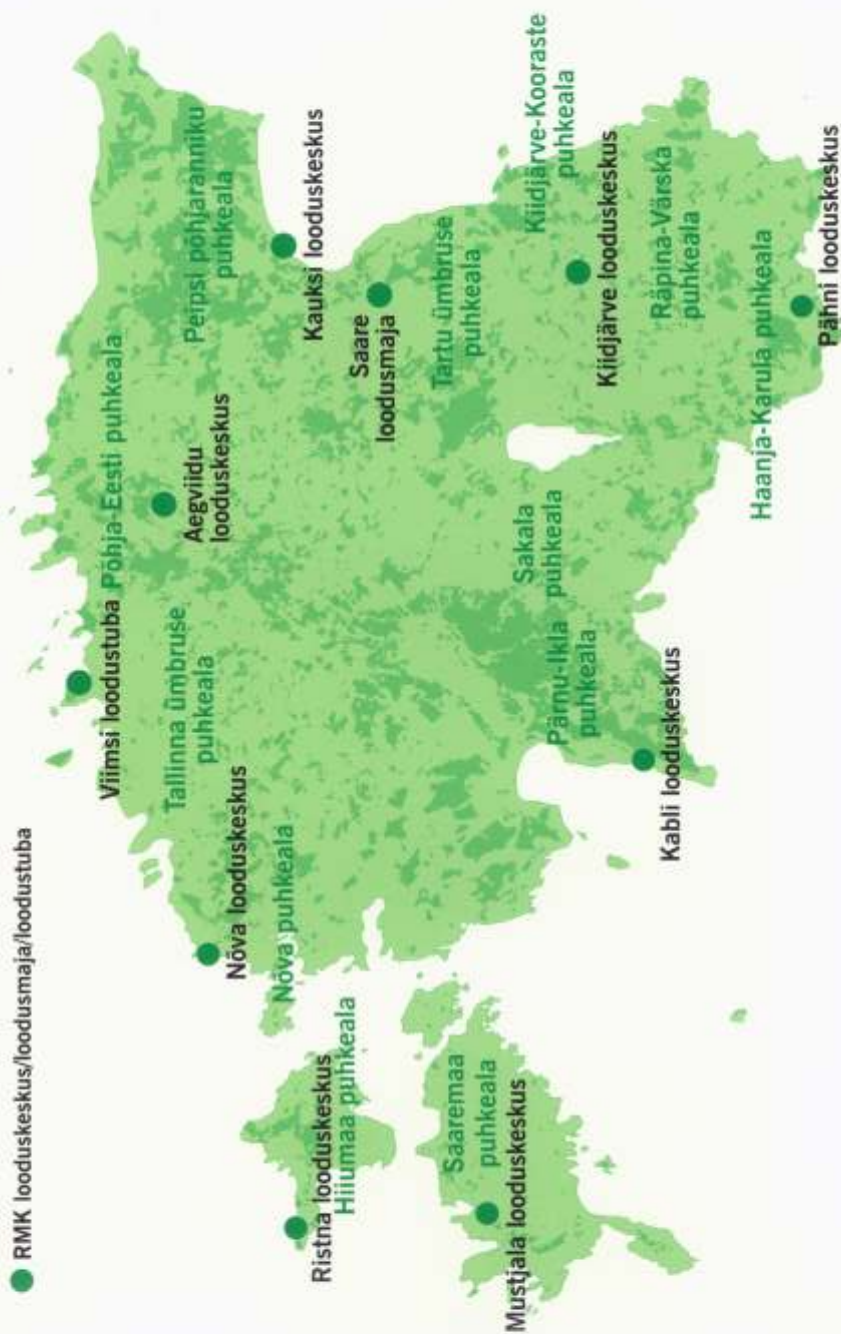 RMK looduskeskus/loodusmaja/loodustuba
Viimsi loodustuba
Põhja-Eesti puhkeala
Tallinna ümbruse
puhkeala
Aegviidu
looduskeskus
Peipsi põhjaranniku
puhkeala
Kauksi looduskeskus
Nõva looduskeskus
Nõva puhkeala
Ristna looduskeskus
Hiiumaa puhkeala
Saare
loodusmaja
Tartu ümbruse
puhkeala
Saaremaa
puhkeala
Mustjala looduskeskus
Sakala
puhkeala
Pärnu-Ikla
puhkeala
Kabli looduskeskus
Kiidjärve-Kooraste
puhkeala
Kiidjärve looduskeskus
Räpina-Värska
puhkeala
Haanja-Karula puhkeala
Pähni looduskeskus